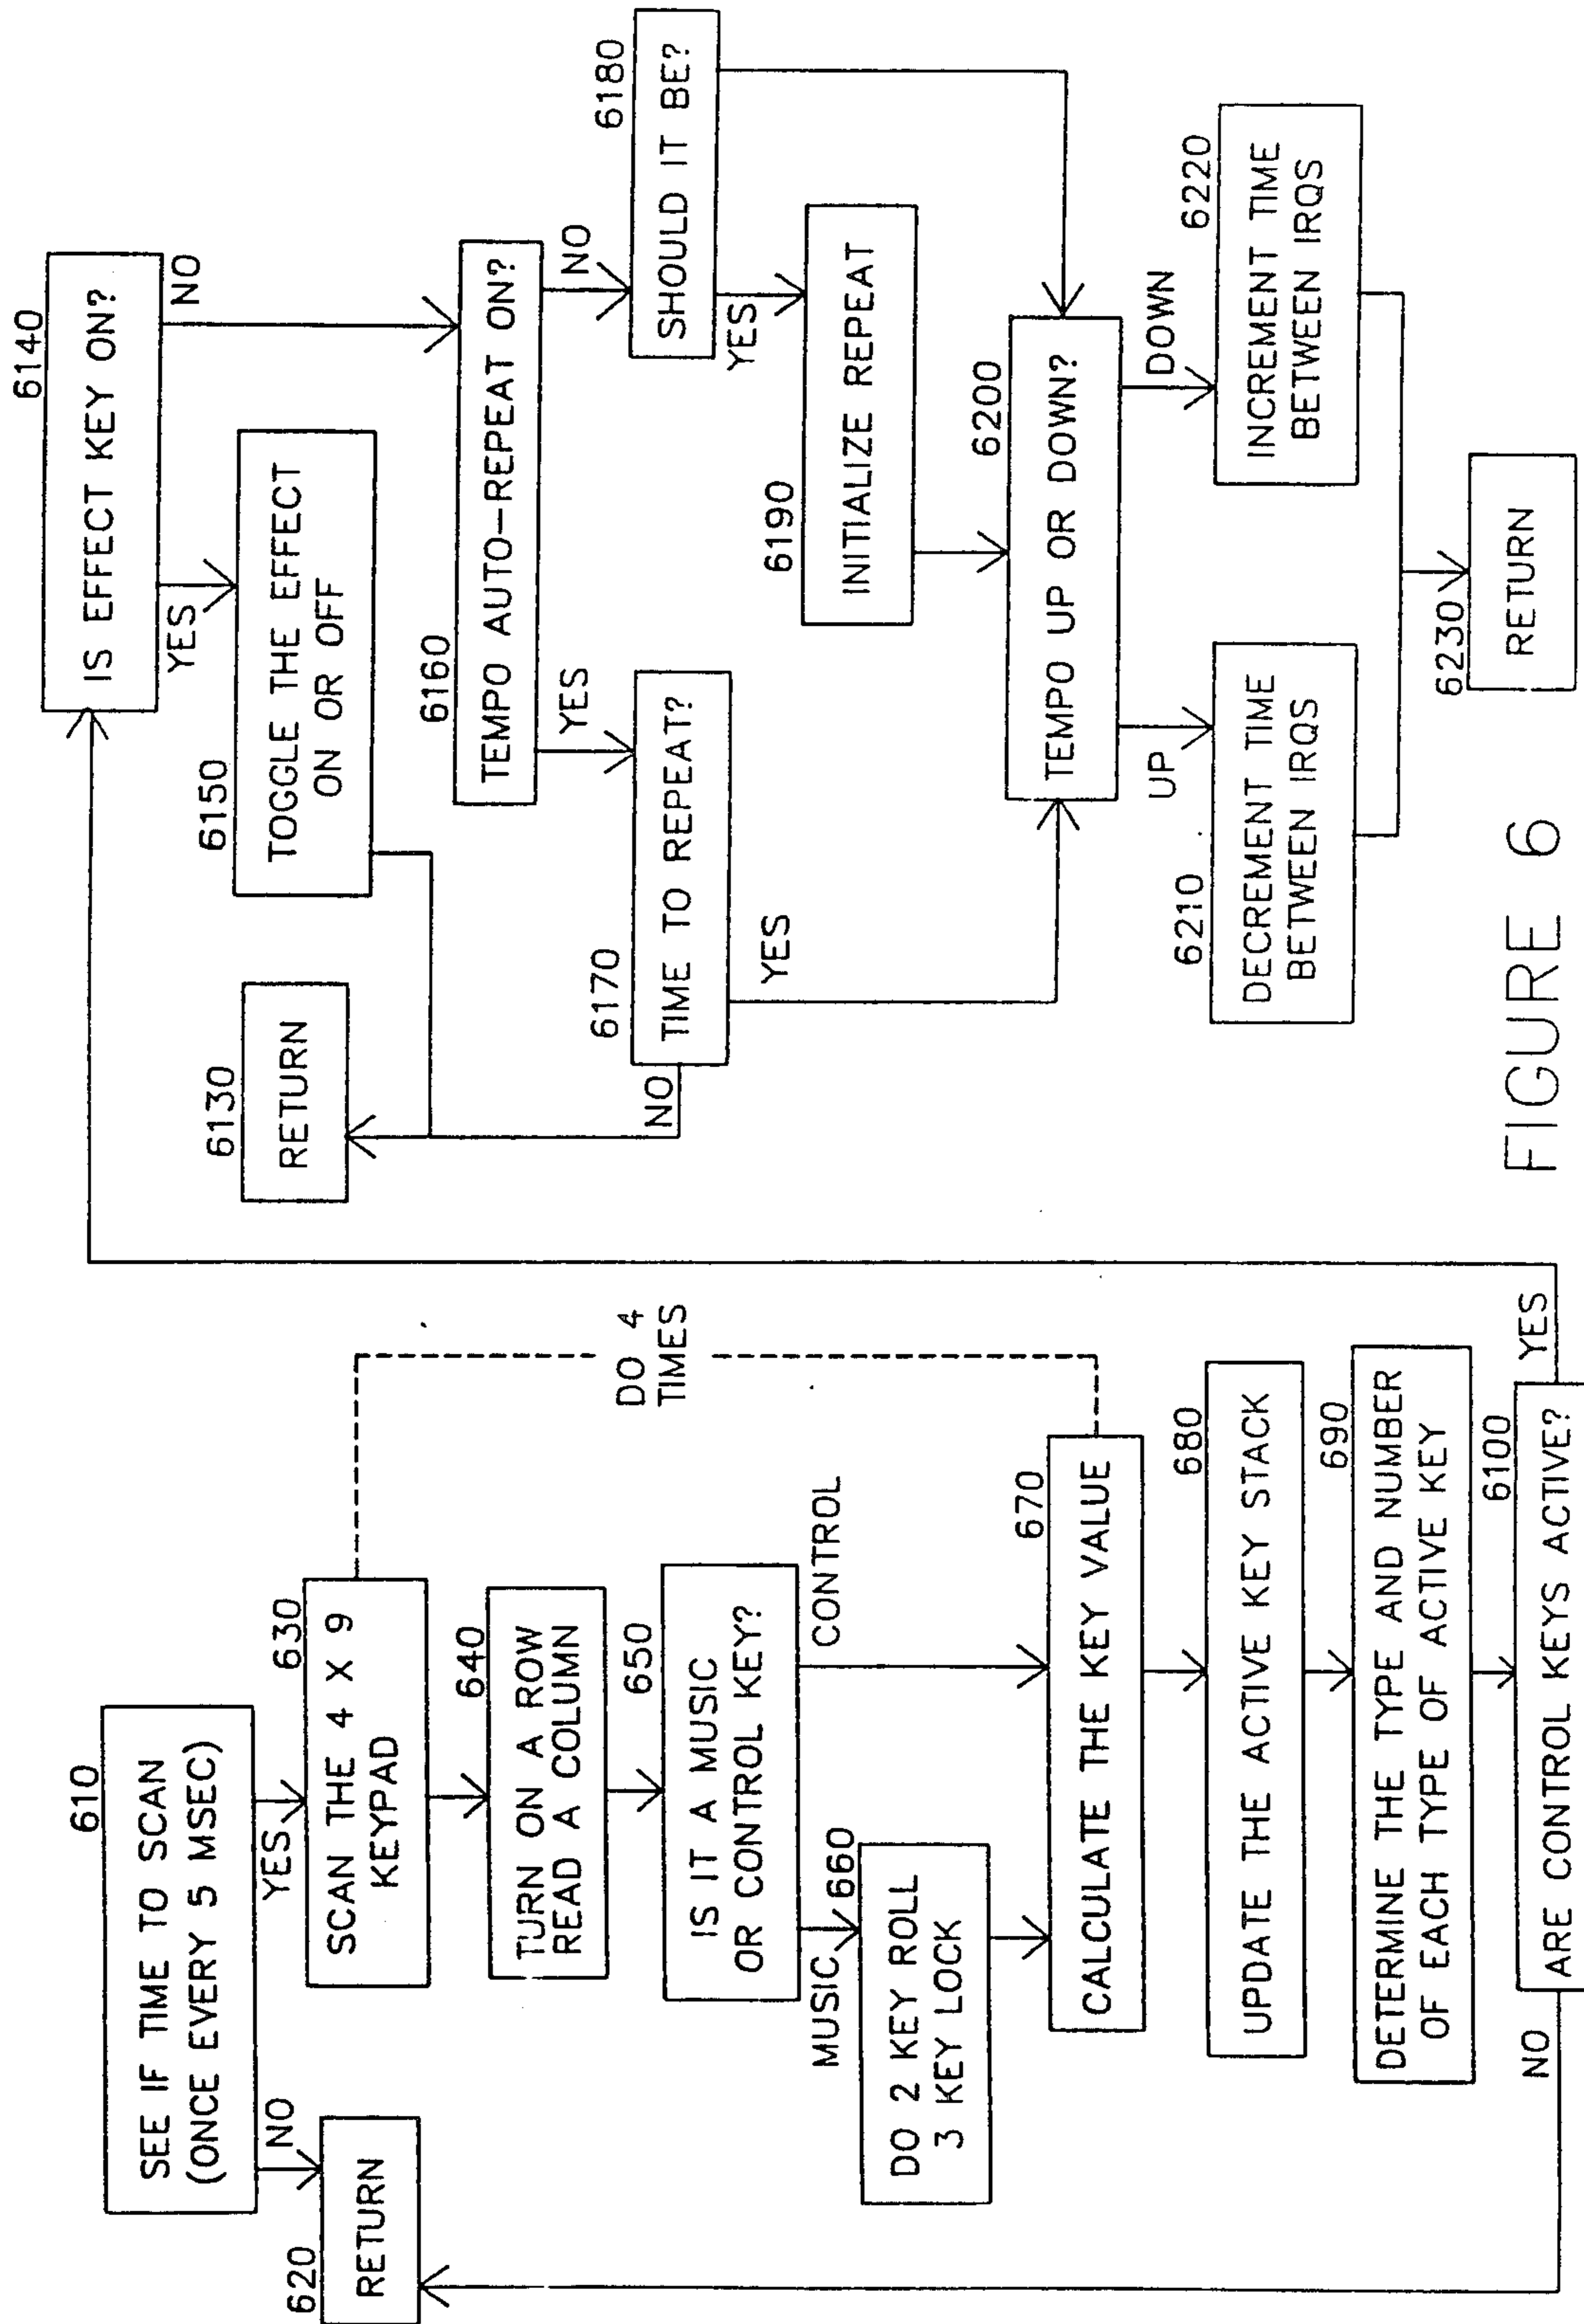 610
SEE IF TIME TO SCAN
(ONCE EVERY 5 MSEC)
NO
YES
620
RETURN
630
SCAN THE 4 X 9
KEYPAD
640
TURN ON A ROW
READ A COLUMN
650
IS IT A MUSIC
OR CONTROL KEY?
MUSIC
CONTROL
660
DO 2 KEY ROLL
3 KEY LOCK
DO 4
TIMES
670
CALCULATE THE KEY VALUE
680
UPDATE THE ACTIVE KEY STACK
690
DETERMINE THE TYPE AND NUMBER
OF EACH TYPE OF ACTIVE KEY
6100
ARE CONTROL KEYS ACTIVE?
NO
YES
6140
IS EFFECT KEY ON?
YES
NO
6130
RETURN
6150
TOGGLE THE EFFECT
ON OR OFF
6160
TEMPO AUTO-REPEAT ON?
YES
NO
6170
TIME TO REPEAT?
NO
YES
6180
SHOULD IT BE?
YES
6190
INITIALIZE REPEAT
6200
TEMPO UP OR DOWN?
UP
DOWN
6210
DECREMENT TIME
BETWEEN IRQS
6220
INCREMENT TIME
BETWEEN IRQS
6230
RETURN
FIGURE 6